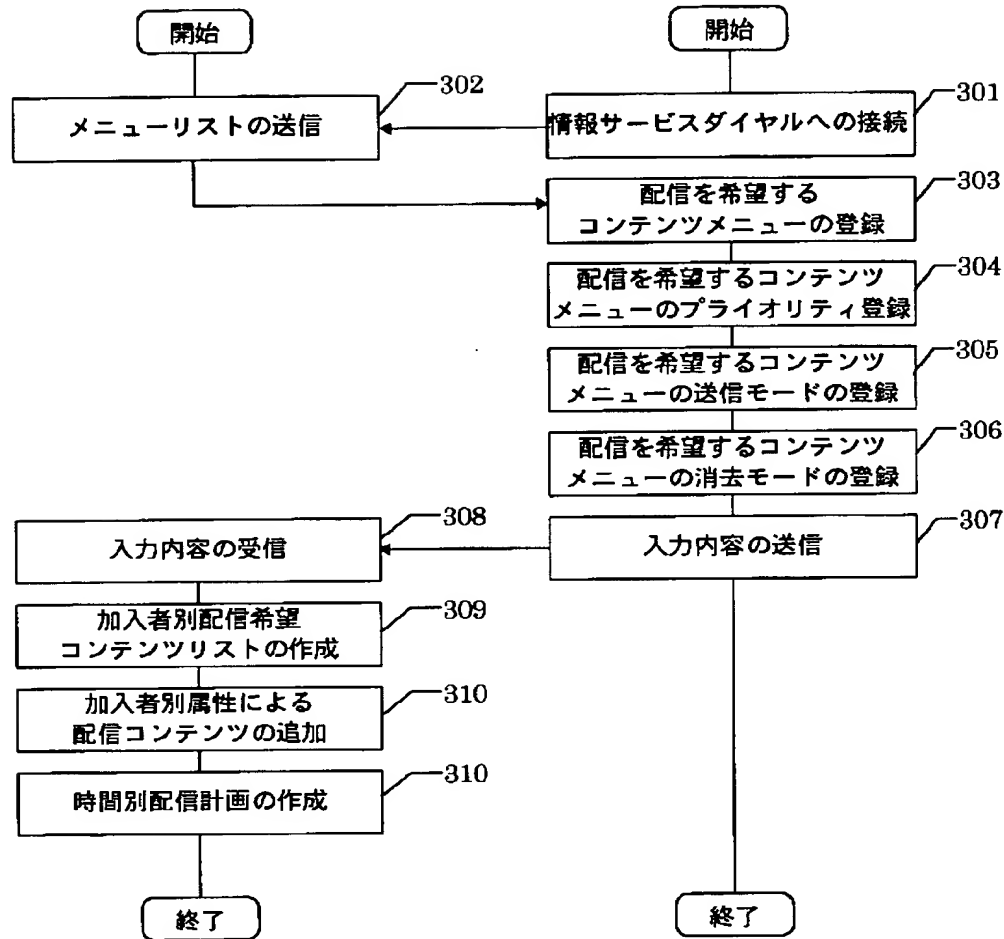 開始
開始
302
メニューリストの送信
301
情報サービスダイヤルへの接続
303
配信を希望する
コンテンツメニューの登録
304
配信を希望するコンテンツ
メニューのプライオリティ登録
305
配信を希望するコンテンツ
メニューの送信モードの登録
306
配信を希望するコンテンツ
メニューの消去モードの登録
307
入力内容の送信
308
入力内容の受信
309
加入者別配信希望
コンテンツリストの作成
310
加入者別属性による
配信コンテンツの追加
310
時間別配信計画の作成
終了
終了